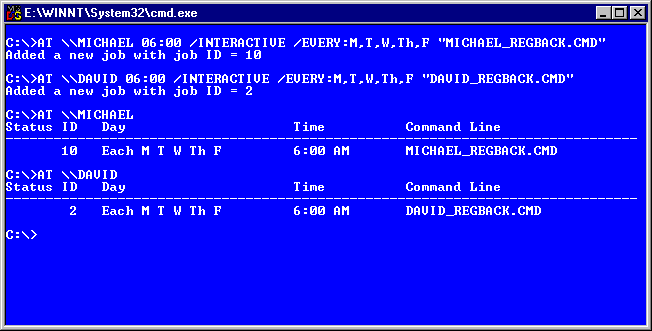 E:\WINNT\System32\cmd.exe
C:\>AT \\MICHAEL 06:00 /INTERACTIVE /EVERY:M,T,W,Th,F "MICHAEL_REGBACK.CMD"
Added a new job with job ID = 10
C:\>AT \\DAVID 06:00 /INTERACTIVE /EVERY:M,T,W,Th,F "DAVID_REGBACK.CMD"
Added a new job with job ID = 2
C:\>AT \\MICHAEL
Status ID   Day                     Time          Command Line
-------------------------------------------------------------------------------
       10   Each M T W Th F         6:00 AM       MICHAEL_REGBACK.CMD
C:\>AT \\DAVID
Status ID   Day                     Time          Command Line
-------------------------------------------------------------------------------
        2   Each M T W Th F         6:00 AM       DAVID_REGBACK.CMD
C:\>